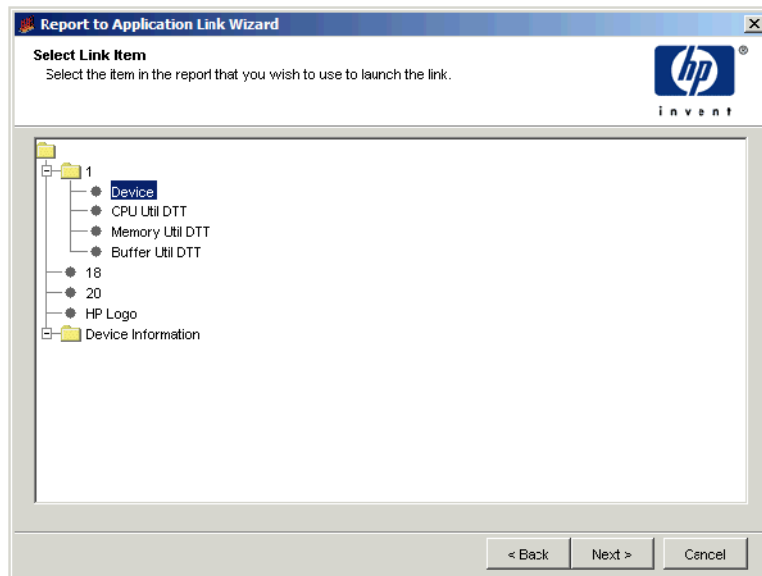 Report to Application Link Wizard
Select Link Item
Select the item in the report that you wish to use to launch the link.
hp
®
invent
1
Device
CPU Util DTT
Memory Util DTT
Buffer Util DTT
18
20
HP Logo
Device Information
< Back Next > Cancel